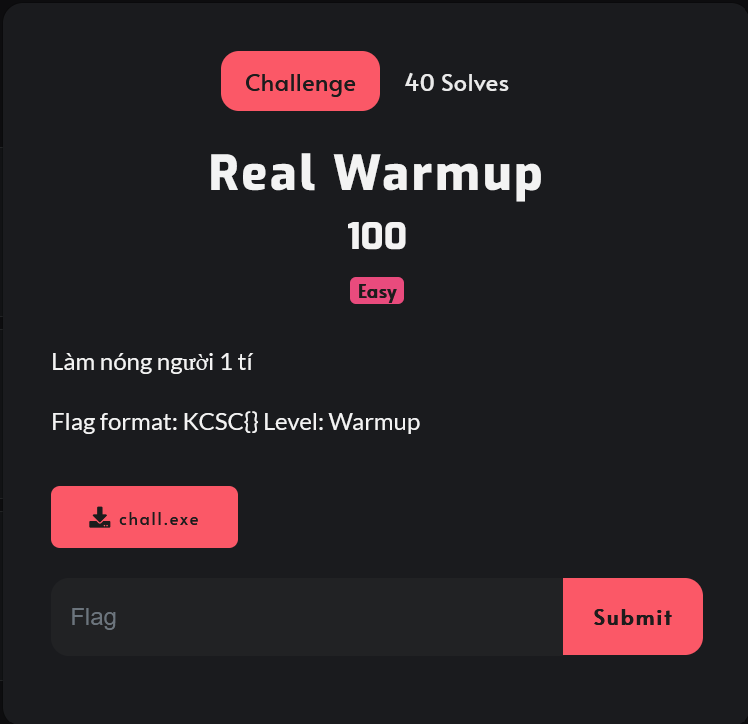 Challenge 40 Solves
Real Warmup
100
Easy
Làm nóng người 1 tí
Flag format: KCSC{} Level: Warmup
chall.exe
Flag Submit